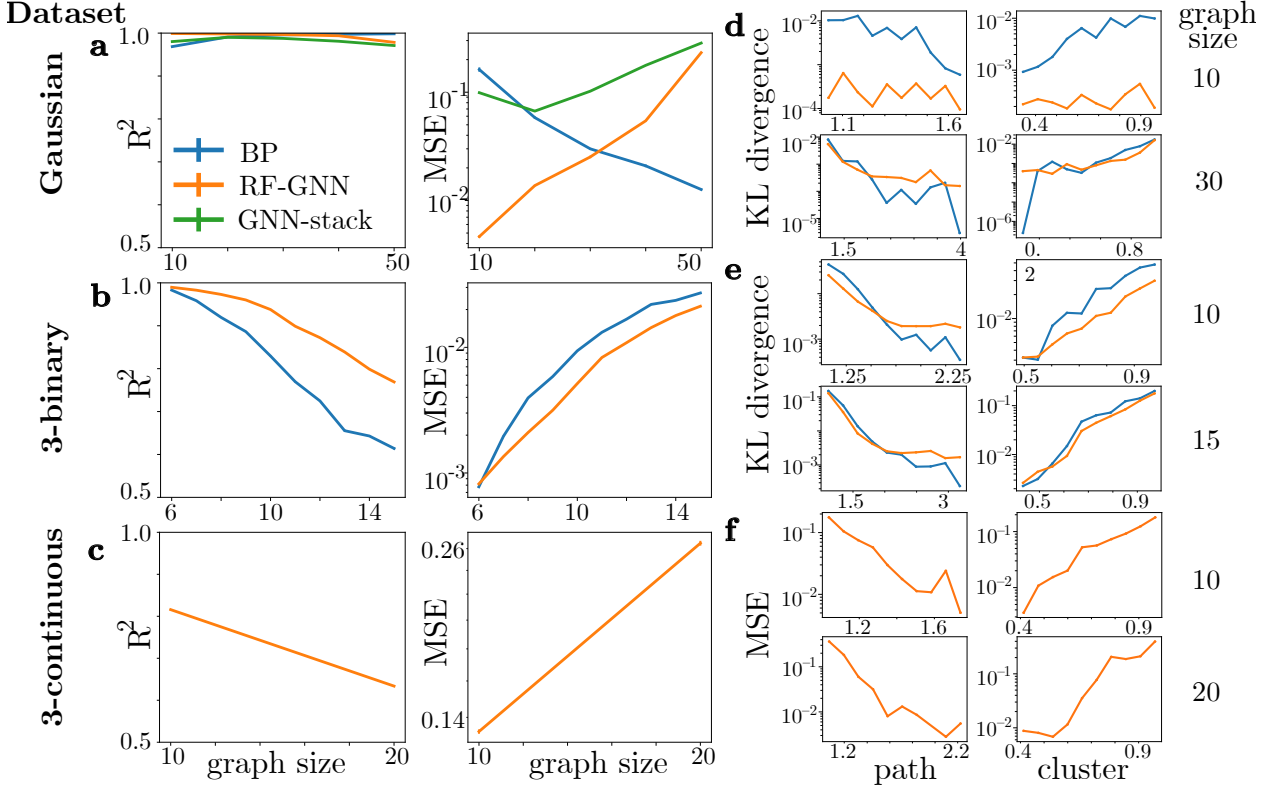 Dataset
Gaussian
a
R²
1.0
0.5
10
50
BP
RF-GNN
GNN-stack
MSE
10⁻¹
10⁻²
10
50
3-binary
b
R²
1.0
0.5
6
10
14
MSE
10⁻²
10⁻³
6
10
14
3-continuous
c
R²
1.0
0.5
10
20
graph size
MSE
0.26
0.14
10
20
graph size
d
KL divergence
graph
size
10⁻²
10⁻³
10⁻⁴
1.1
1.6
10⁻²
10⁻³
0.4
0.9
10
10⁻²
10⁻⁵
1.5
4
10⁻²
10⁻⁴
10⁻⁶
0.
0.8
30
e
KL divergence
10⁻³
1.25
2.25
2
10⁻²
0.5
0.9
10
KL divergence
10⁻¹
10⁻²
10⁻³
1.5
3
10⁻¹
10⁻²
0.5
0.9
15
f
MSE
10⁻¹
10⁻²
1.2
1.6
10⁻¹
10⁻²
0.4
0.9
10
10⁻¹
10⁻²
1.2
2.2
10⁻¹
10⁻²
0.4
0.9
20
path
cluster